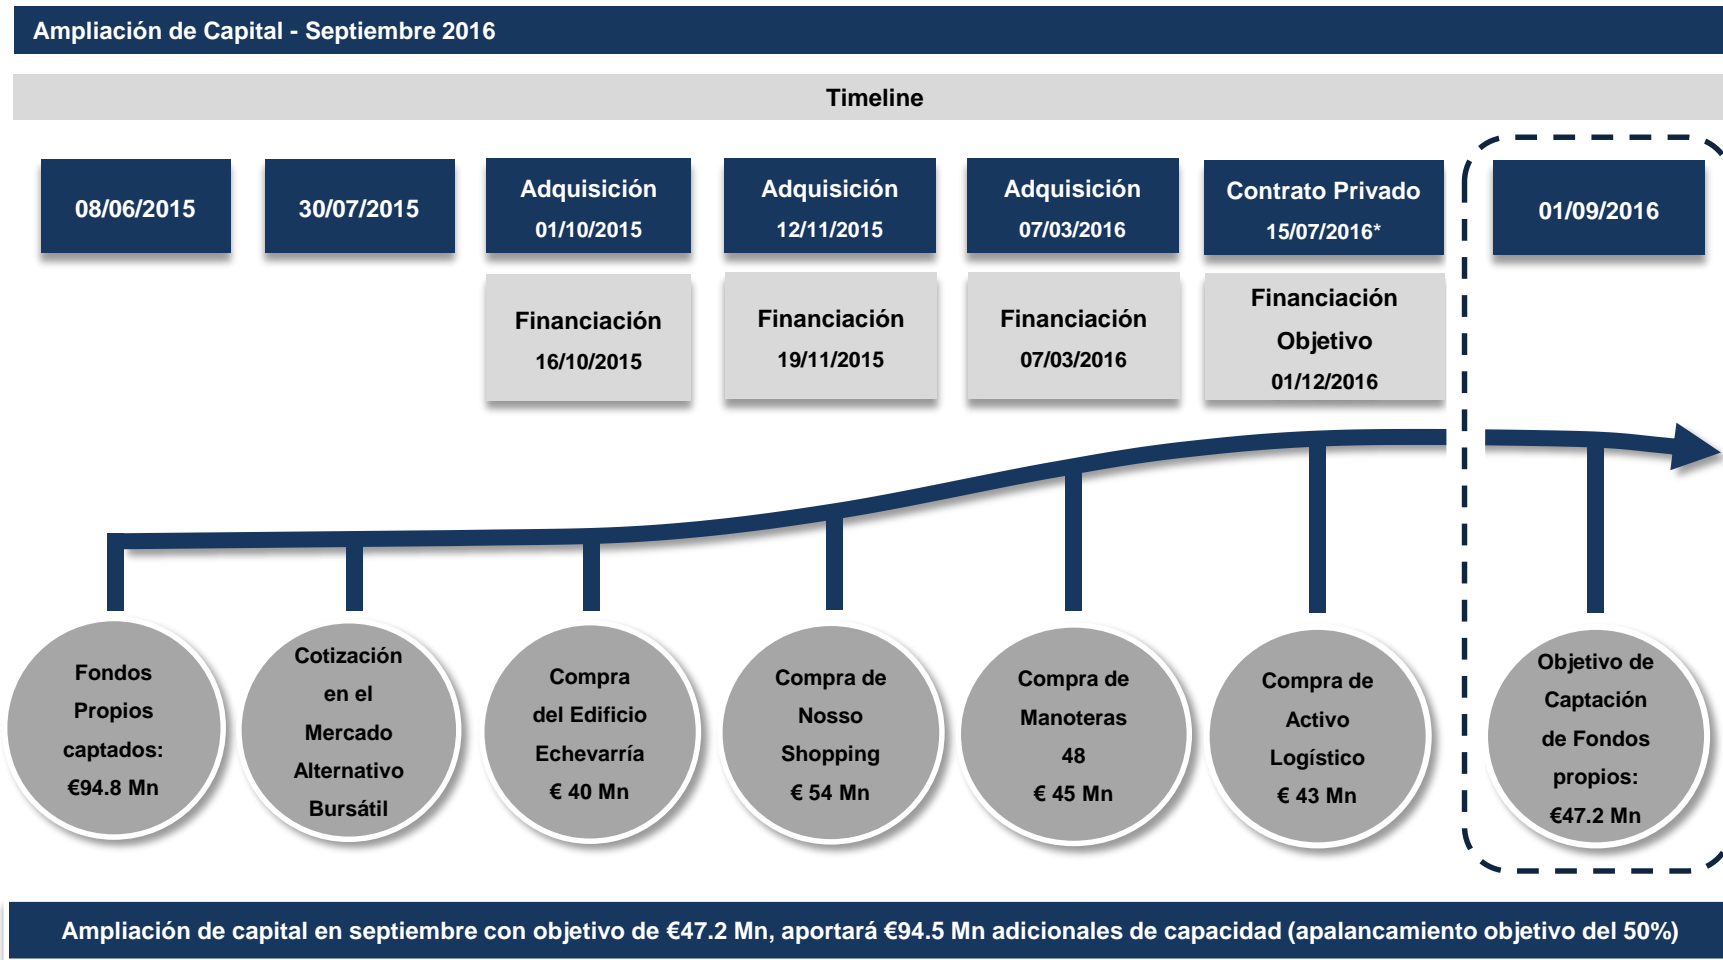 Ampliación de Capital - Septiembre 2016
Timeline
08/06/2015
30/07/2015
Adquisición
01/10/2015
Adquisición
12/11/2015
Adquisición
07/03/2016
Contrato Privado
15/07/2016*
01/09/2016
Financiación
16/10/2015
Financiación
19/11/2015
Financiación
07/03/2016
Financiación
Objetivo
01/12/2016
Fondos
Propios
captados:
€94.8 Mn
Cotización
en el
Mercado
Alternativo
Bursátil
Compra
del Edificio
Echevarría
€ 40 Mn
Compra de
Nosso
Shopping
€ 54 Mn
Compra de
Manoteras
48
€ 45 Mn
Compra de
Activo
Logístico
€ 43 Mn
Objetivo de
Captación
de Fondos
propios:
€47.2 Mn
Ampliación de capital en septiembre con objetivo de €47.2 Mn, aportará €94.5 Mn adicionales de capacidad (apalancamiento objetivo del 50%)